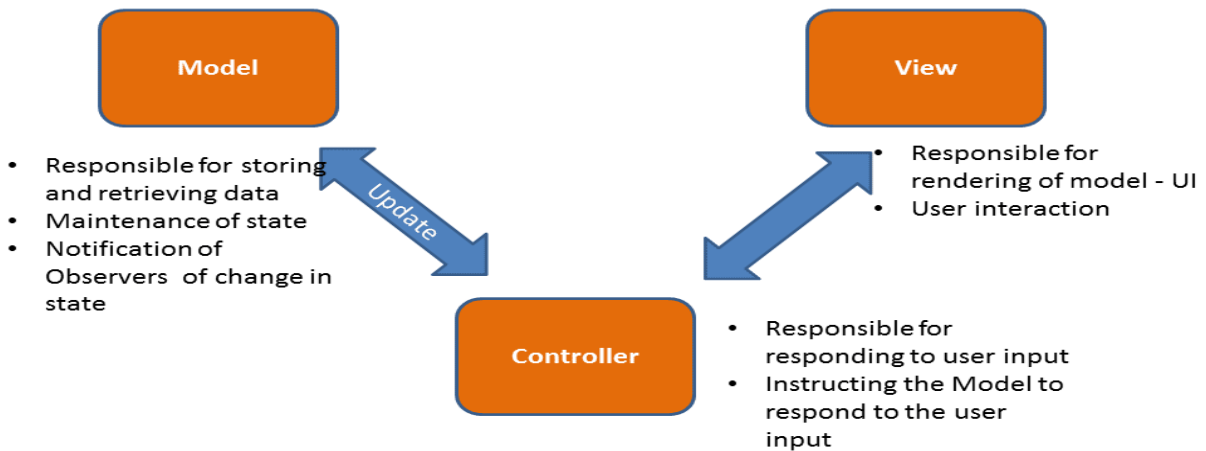 Model
• Responsible for storing
and retrieving data
• Maintenance of state
• Notification of
Observers of change in
state
Update
View
• Responsible for
rendering of model - UI
• User interaction
Controller
• Responsible for
responding to user input
• Instructing the Model to
respond to the user
input